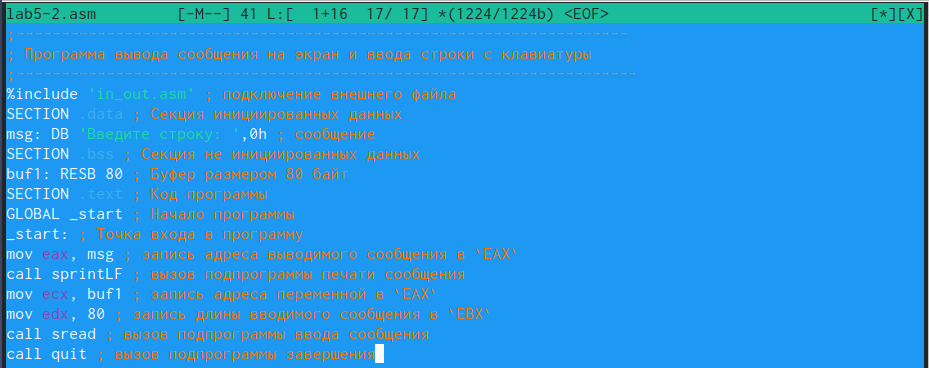 lab5-2.asm [-M--] 41 L:[ 1+16 17/ 17] *(1224/1224b) <EOF> [*][X]
;--------------------------------------------------------------------
; Программа вывода сообщения на экран и ввода строки с клавиатуры
;---------------------------------------------------------------------
%include 'in_out.asm' ; подключение внешнего файла
SECTION .data ; Секция инициированных данных
msg: DB 'Введите строку: ',0h ; сообщение
SECTION .bss ; Секция не инициированных данных
buf1: RESB 80 ; Буфер размером 80 байт
SECTION .text ; Код программы
GLOBAL _start ; Начало программы
_start: ; Точка входа в программу
mov eax, msg ; запись адреса выводимого сообщения в `EAX`
call sprintLF ; вызов подпрограммы печати сообщения
mov ecx, buf1 ; запись адреса переменной в `EAX`
mov edx, 80 ; запись длины вводимого сообщения в `EBX`
call sread ; вызов подпрограммы ввода сообщения
call quit ; вызов подпрограммы завершения